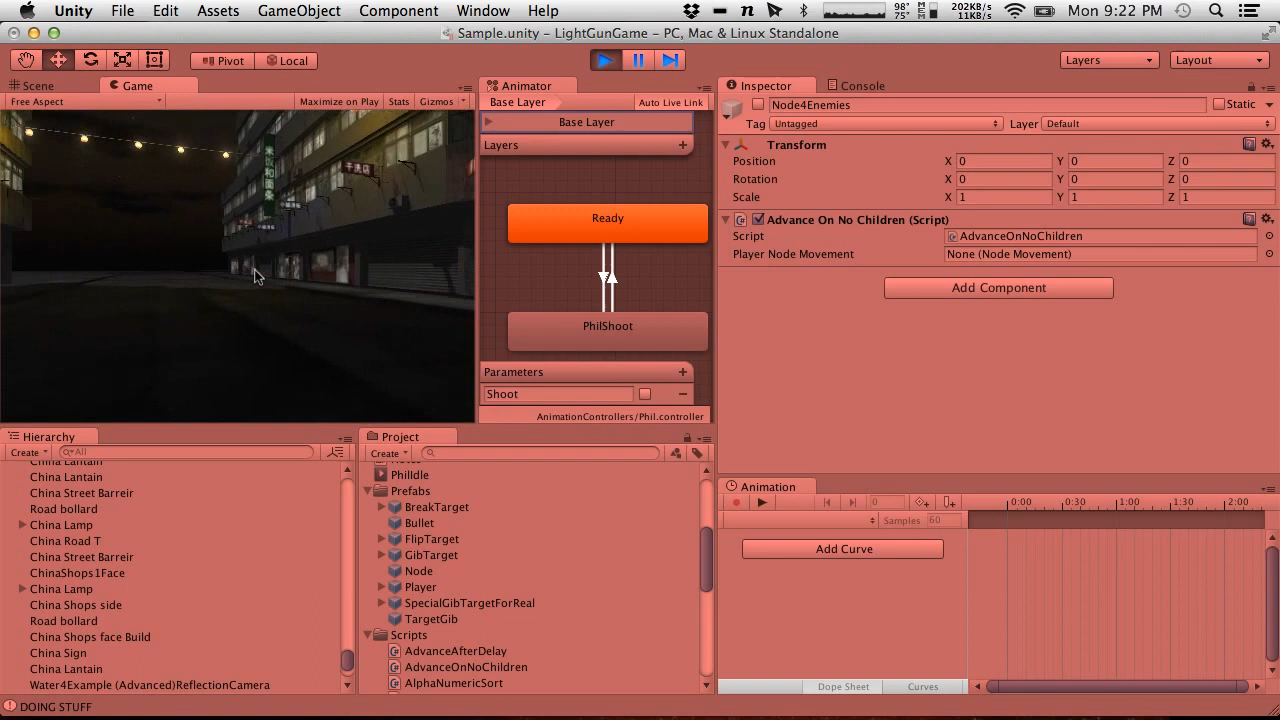 Unity File Edit Assets GameObject Component Window Help 98° 75° 202KB/s 11KB/s Mon 9:22 PM
Sample.unity - LightGunGame - PC, Mac & Linux Standalone
Pivot Local Layers Layout
Scene Game Animator Inspector Console
Free Aspect Maximize on Play Stats Gizmos Base Layer Auto Live Link Node4Enemies Static
Base Layer Tag Untagged Layer Default
Layers Transform
Position X 0 Y 0 Z 0
Rotation X 0 Y 0 Z 0
Scale X 1 Y 1 Z 1
Ready Advance On No Children (Script)
Script AdvanceOnNoChildren
Player Node Movement None (Node Movement)
Add Component
PhilShoot
Parameters
Shoot
AnimationControllers/Phil.controller
Hierarchy
Create All
China Lantain
China Lantain
China Street Barreir
Road bollard
China Lamp
China Road T
China Street Barreir
ChinaShops1Face
China Lamp
China Shops side
Road bollard
China Shops face Build
China Sign
China Lantain
Water4Example (Advanced)ReflectionCamera
Project
Create
PhilIdle
Prefabs
BreakTarget
Bullet
FlipTarget
GibTarget
Node
Player
SpecialGibTargetForReal
TargetGib
Scripts
AdvanceAfterDelay
AdvanceOnNoChildren
AlphaNumericSort
Animation
0 0:00 0:30 1:00 1:30 2:00
Samples 60
Add Curve
Dope Sheet Curves
DOING STUFF